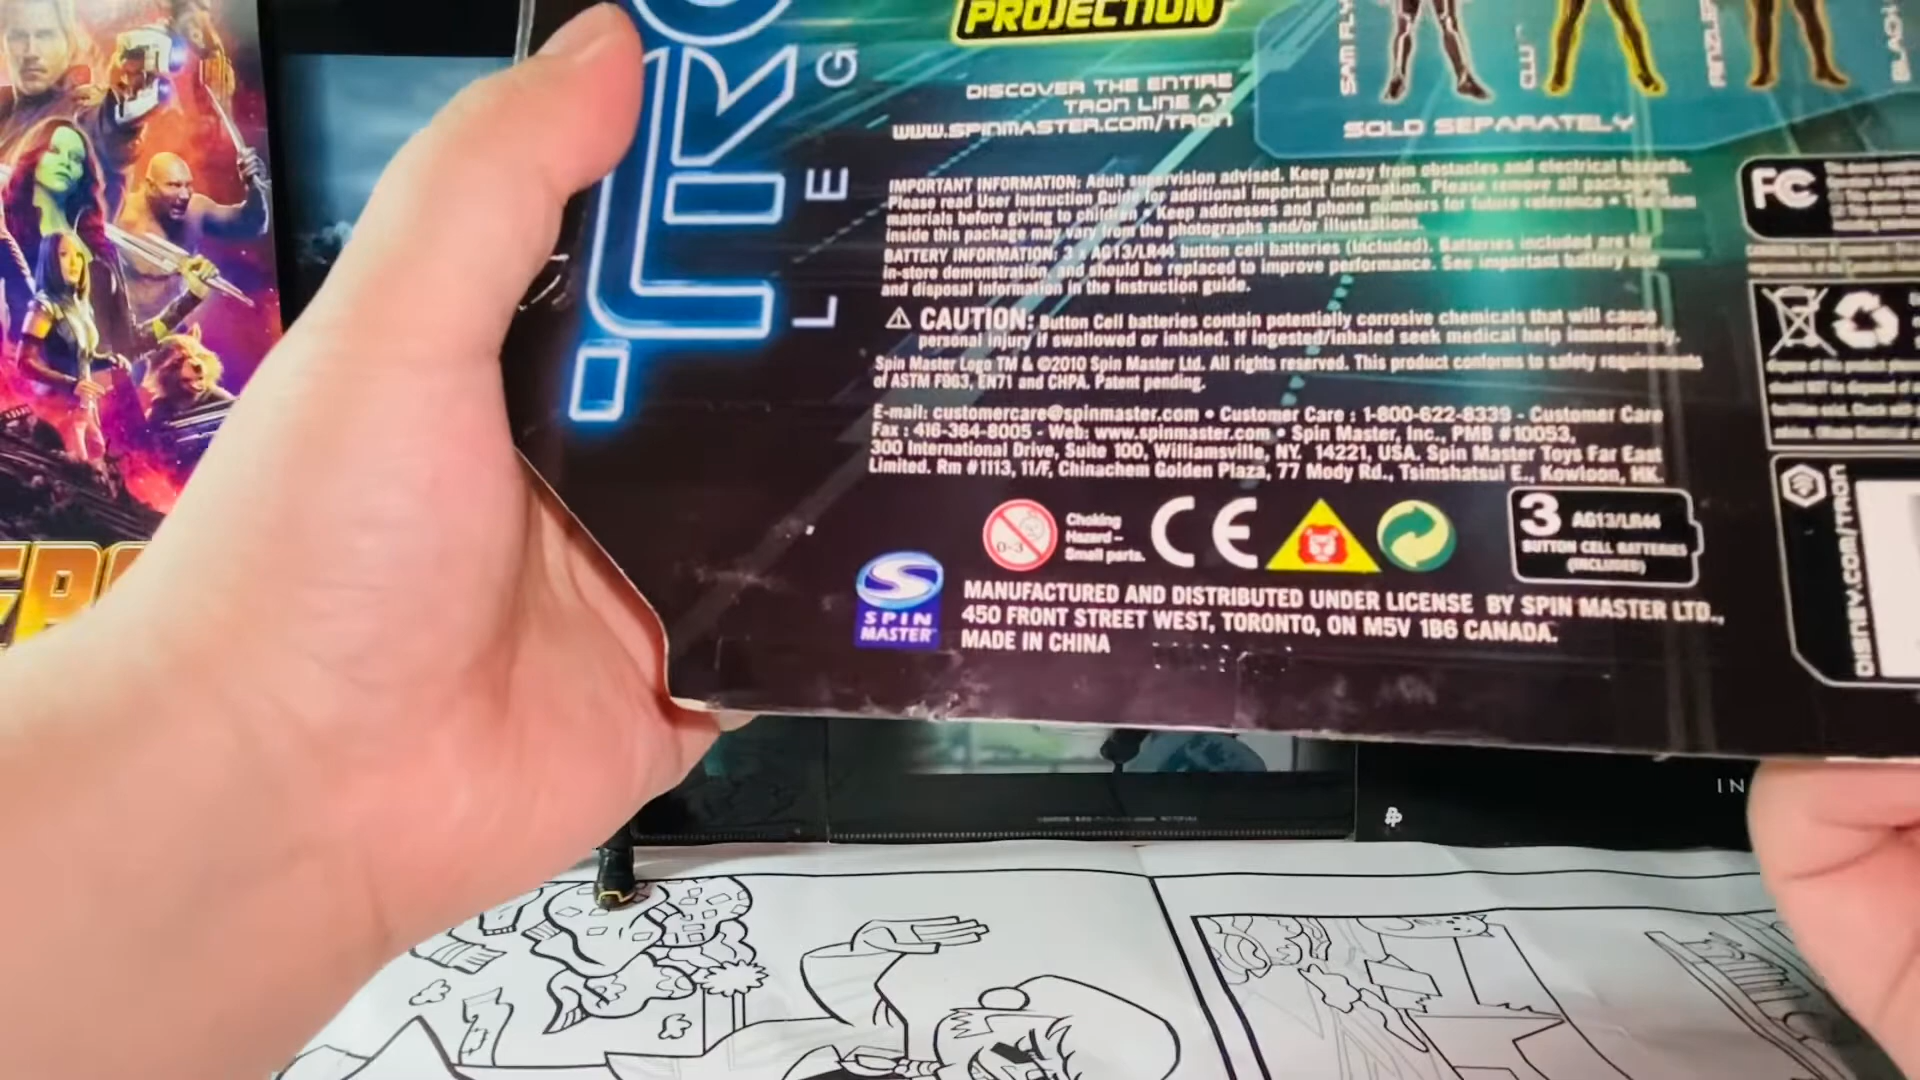 PROJECTION
DISCOVER THE ENTIRE
TRON LINE AT
WWW.SPINMASTER.COM/TRON
LEG
SAM FLY
CLU
RINZLER
BLACK
SOLD SEPARATELY
IMPORTANT INFORMATION: Adult supervision advised. Keep away from obstacles and electrical hazards.
Please read User Instruction Guide for additional important information. Please remove all packaging
materials before giving to children • Keep addresses and phone numbers for future reference • The item
inside this package may vary from the photographs and/or illustrations.
BATTERY INFORMATION: 3 x AG13/LR44 button cell batteries (included). Batteries included are for
in-store demonstration, and should be replaced to improve performance. See important battery use
and disposal information in the instruction guide.
CAUTION: Button Cell batteries contain potentially corrosive chemicals that will cause
personal injury if swallowed or inhaled. If ingested/inhaled seek medical help immediately.
Spin Master Logo TM & ©2010 Spin Master Ltd. All rights reserved. This product conforms to safety requirements
of ASTM F963, EN71 and CHPA. Patent pending.
E-mail: customercare@spinmaster.com • Customer Care : 1-800-622-8339 - Customer Care
Fax : 416-364-8005 - Web: www.spinmaster.com • Spin Master, Inc., PMB #10053,
300 International Drive, Suite 100, Williamsville, NY. 14221, USA. Spin Master Toys Far East
Limited. Rm #1113, 11/F, Chinachem Golden Plaza, 77 Mody Rd., Tsimshatsui E., Kowloon, HK.
0-3
Choking
Hazard –
Small parts.
CE
3 AG13/LR44
BUTTON CELL BATTERIES
(INCLUDED)
SPIN
MASTER
MANUFACTURED AND DISTRIBUTED UNDER LICENSE BY SPIN MASTER LTD.,
450 FRONT STREET WEST, TORONTO, ON M5V 1B6 CANADA.
MADE IN CHINA
FC
DISNEY.COM/TRON
IN